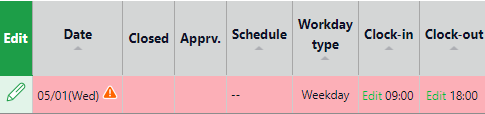 Edit Date Closed Apprv. Schedule Workday type Clock-in Clock-out
05/01(Wed) -- Weekday Edit 09:00 Edit 18:00